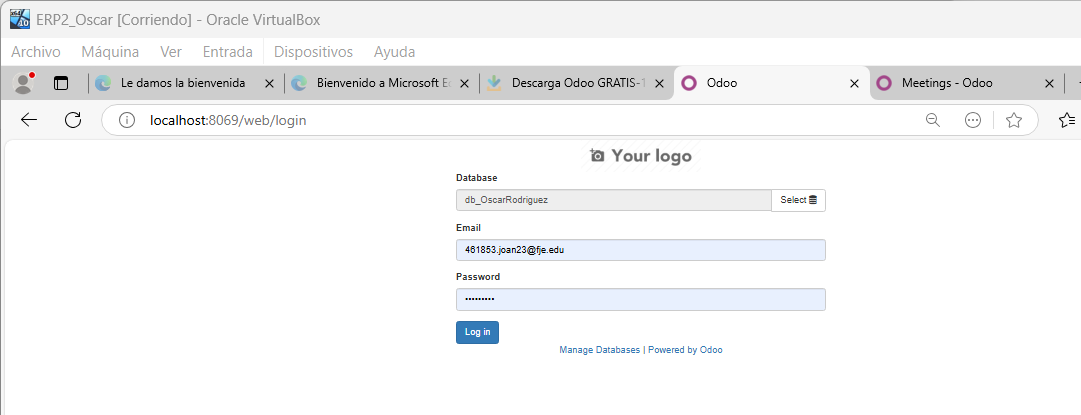 ERP2_Oscar [Corriendo] - Oracle VirtualBox
Archivo Máquina Ver Entrada Dispositivos Ayuda
Le damos la bienvenida
Bienvenido a Microsoft Ed
Descarga Odoo GRATIS-1
Odoo
Meetings - Odoo
localhost:8069/web/login
Your logo
Database
db_OscarRodriguez Select
Email
461853.joan23@fje.edu
Password
•••••••••
Log in
Manage Databases | Powered by Odoo